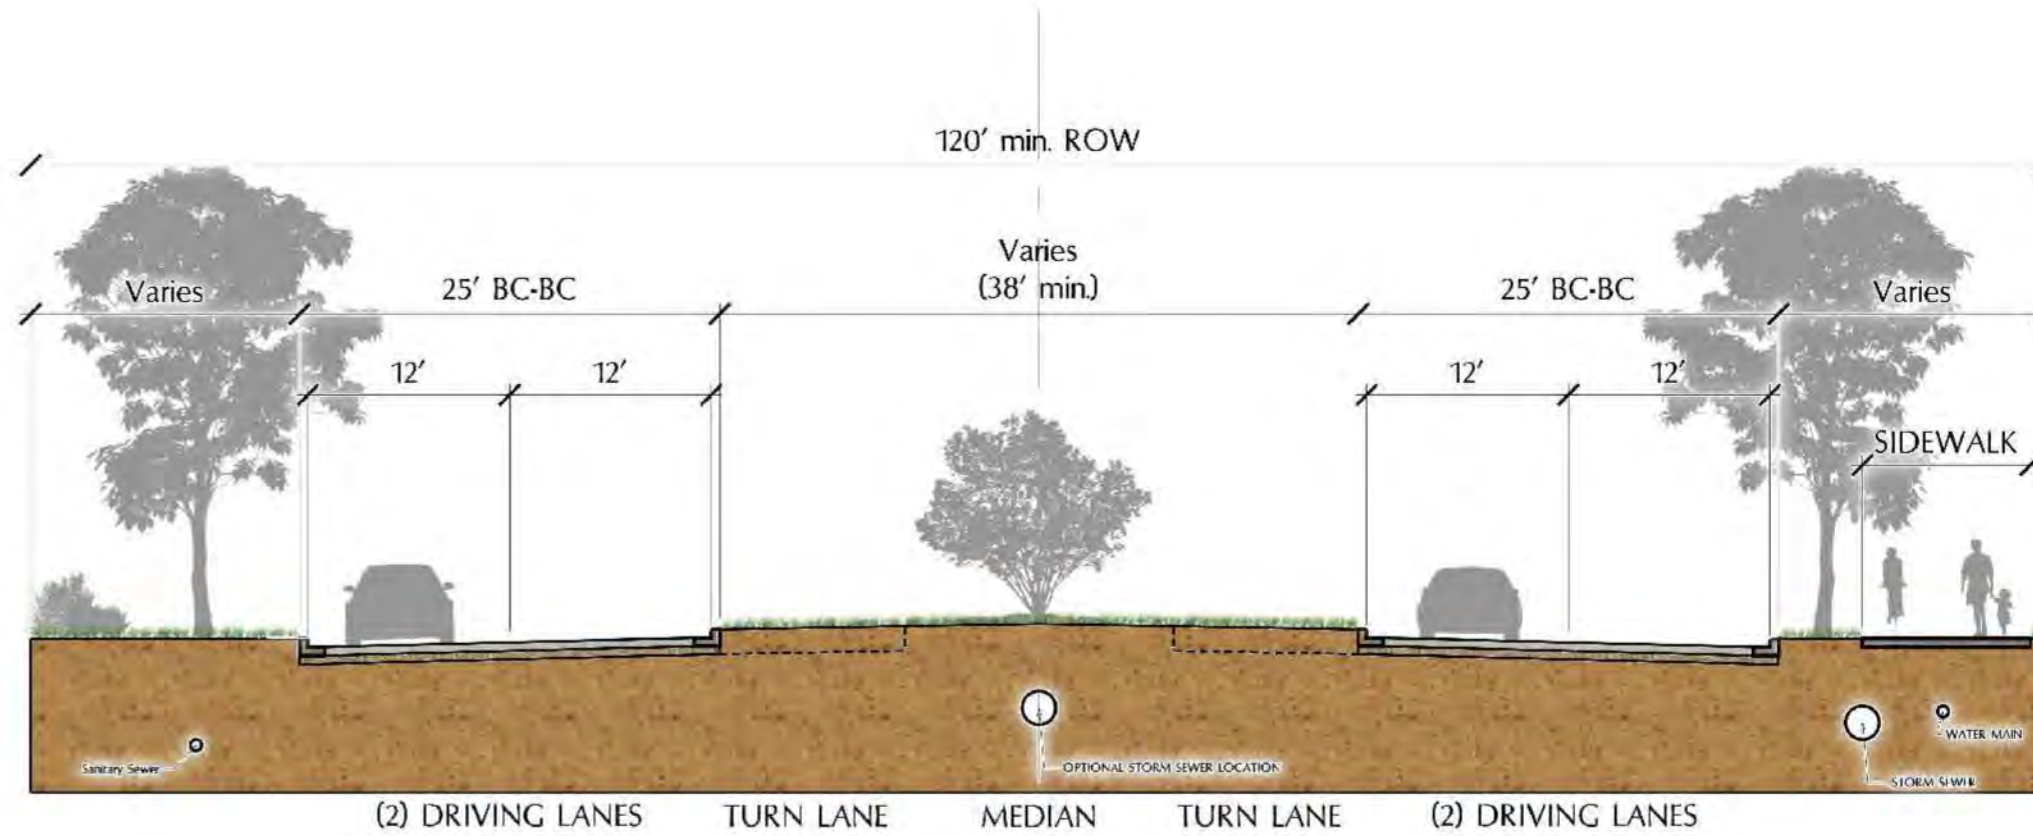 120' min. ROW
Varies
25' BC-BC
Varies
(38' min.)
25' BC-BC
Varies
12'
12'
12'
12'
SIDEWALK
Sanitary Sewer
OPTIONAL STORM SEWER LOCATION
WATER MAIN
STORM SEWER
(2) DRIVING LANES
TURN LANE
MEDIAN
TURN LANE
(2) DRIVING LANES